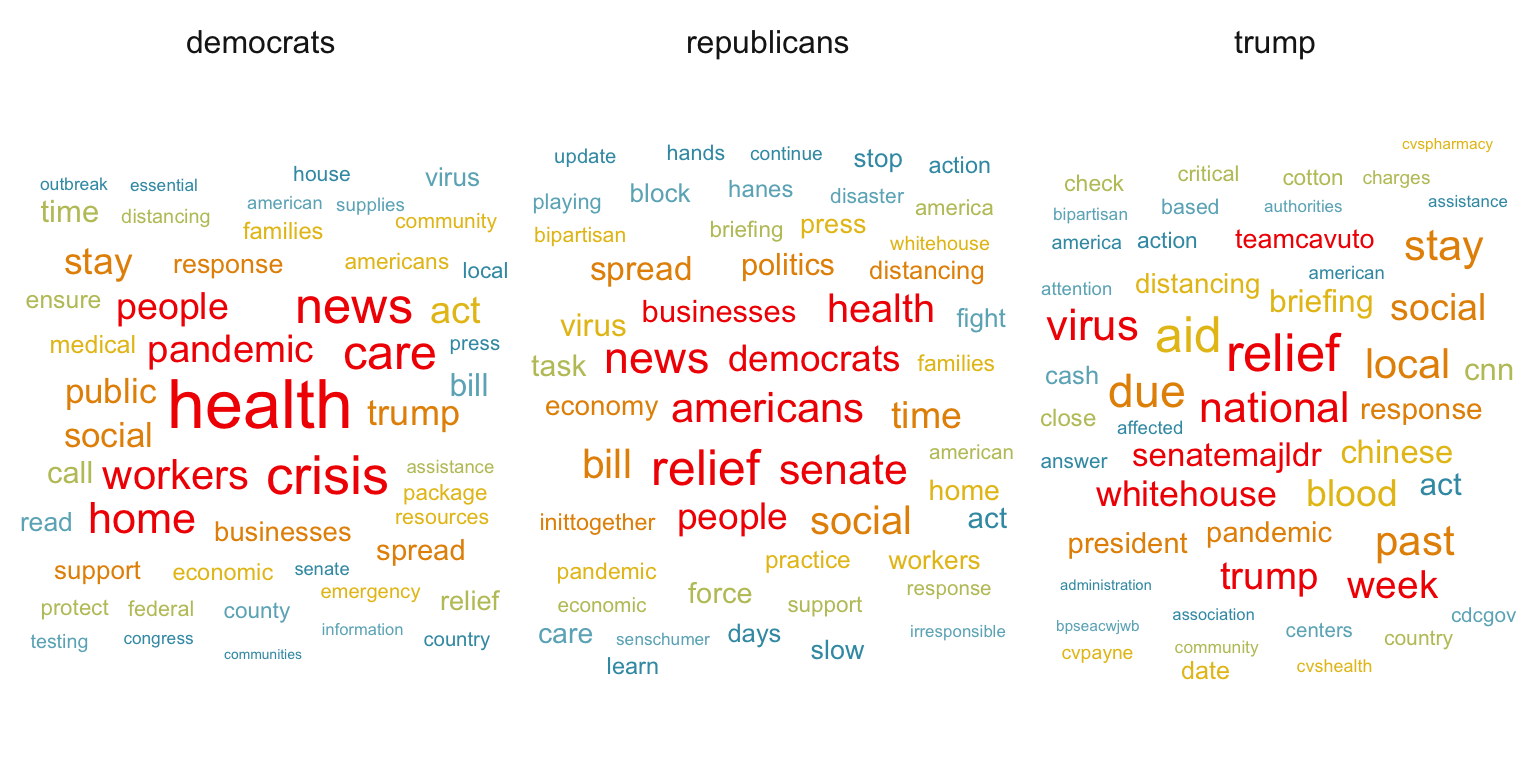 democrats
republicans
trump
outbreak
essential
house
virus
time
distancing
american
supplies
families
community
stay
response
americans
local
ensure
people
news
act
medical
pandemic
care
press
public
health
trump
bill
social
call
workers
crisis
assistance
package
read
home
businesses
resources
spread
support
economic
senate
emergency
relief
protect
federal
county
testing
congress
information
country
communities
update
hands
continue
stop
action
playing
block
hanes
disaster
america
bipartisan
briefing
press
whitehouse
spread
politics
distancing
virus
businesses
health
fight
task
news
democrats
families
economy
americans
time
bill
relief
senate
american
home
inittogether
people
social
act
pandemic
practice
workers
economic
force
support
response
care
senschumer
days
slow
irresponsible
learn
cvspharmacy
check
critical
cotton
charges
bipartisan
based
authorities
assistance
america
action
teamcavuto
stay
attention
distancing
american
briefing
social
virus
aid
relief
local
cnn
cash
due
national
response
close
affected
answer
senatemajldr
chinese
whitehouse
blood
act
president
pandemic
past
administration
trump
week
bpseacwjwb
association
centers
cdcgov
cvpayne
community
country
date
cvshealth